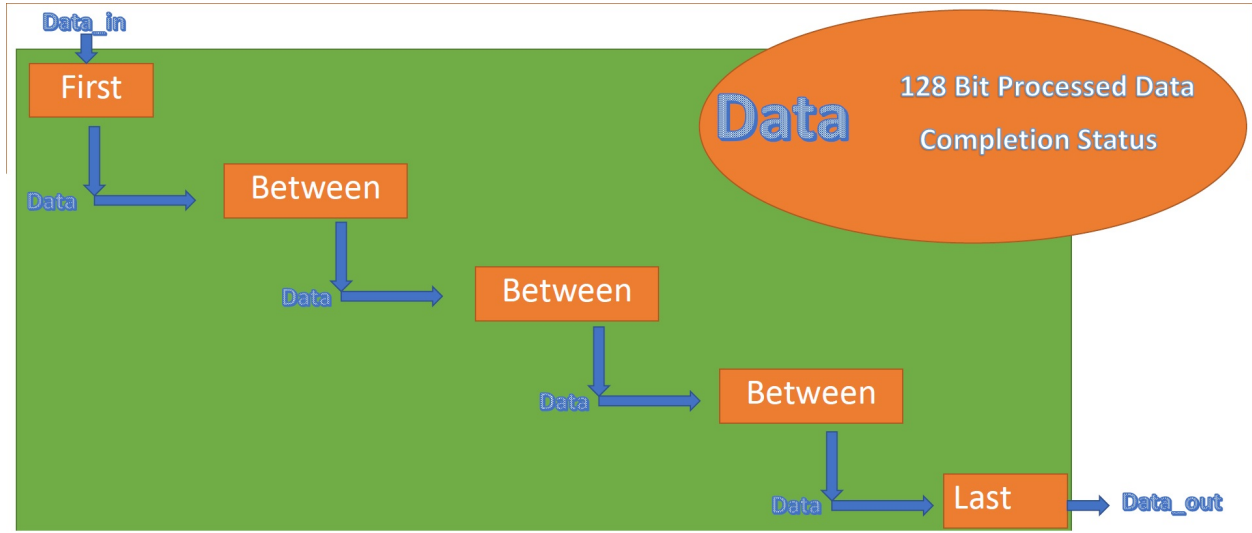 Data_in
First
Data
128 Bit Processed Data
Completion Status
Data
Between
Data
Between
Data
Between
Data
Last
Data_out